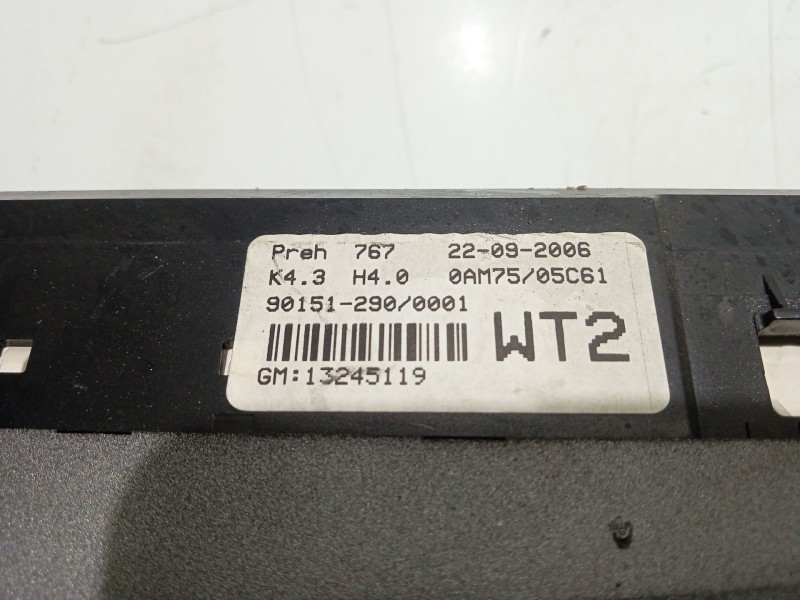 Preh 767 22-09-2006
K4.3 H4.0 0AM75/05C61
90151-290/0001
WT2
GM:13245119